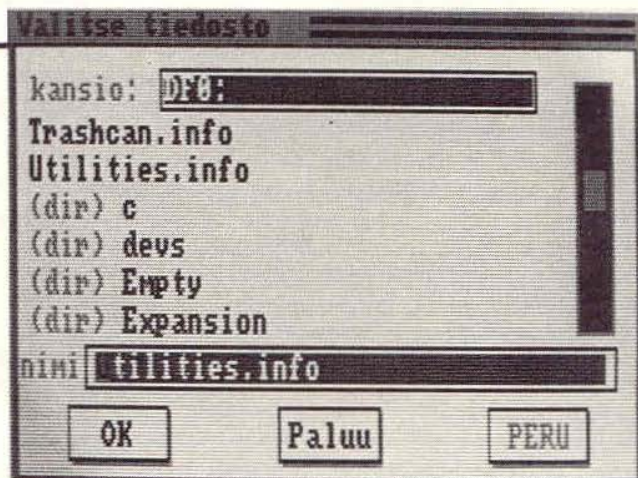 Valitse tiedosto
kansio: DF0:
Trashcan.info
Utilities.info
(dir) c
(dir) devs
(dir) Empty
(dir) Expansion
nimi tilities.info
OK Paluu PERU